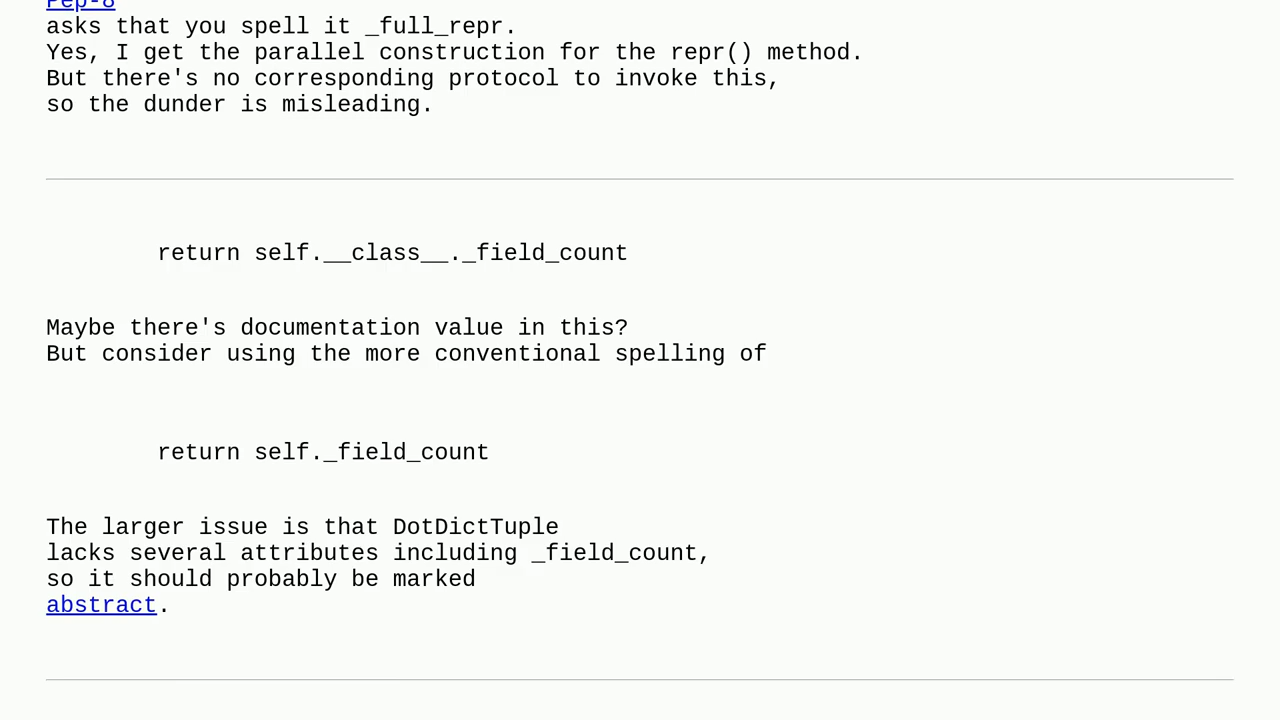 Pep-8
asks that you spell it _full_repr.
Yes, I get the parallel construction for the repr() method.
But there's no corresponding protocol to invoke this,
so the dunder is misleading.
return self.__class__._field_count
Maybe there's documentation value in this?
But consider using the more conventional spelling of
return self._field_count
The larger issue is that DotDictTuple
lacks several attributes including _field_count,
so it should probably be marked
abstract.